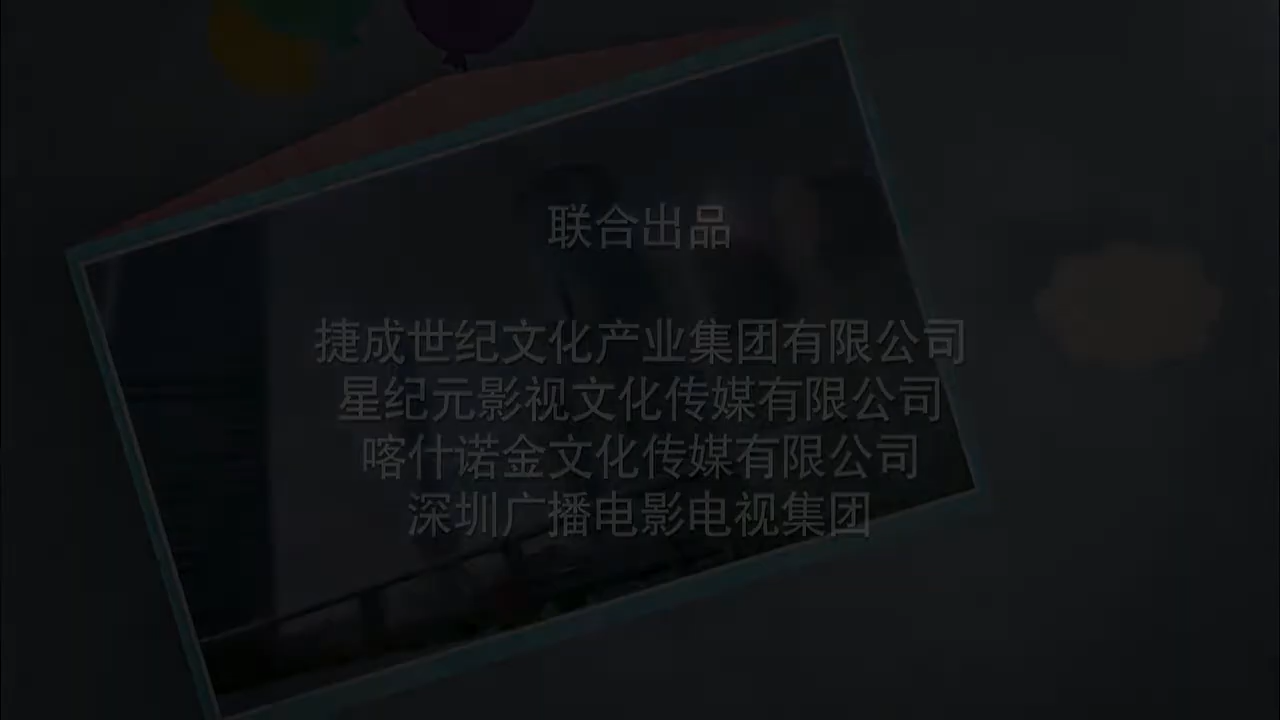 联合出品
捷成世纪文化产业集团有限公司
星纪元影视文化传媒有限公司
喀什诺金文化传媒有限公司
深圳广播电影电视集团